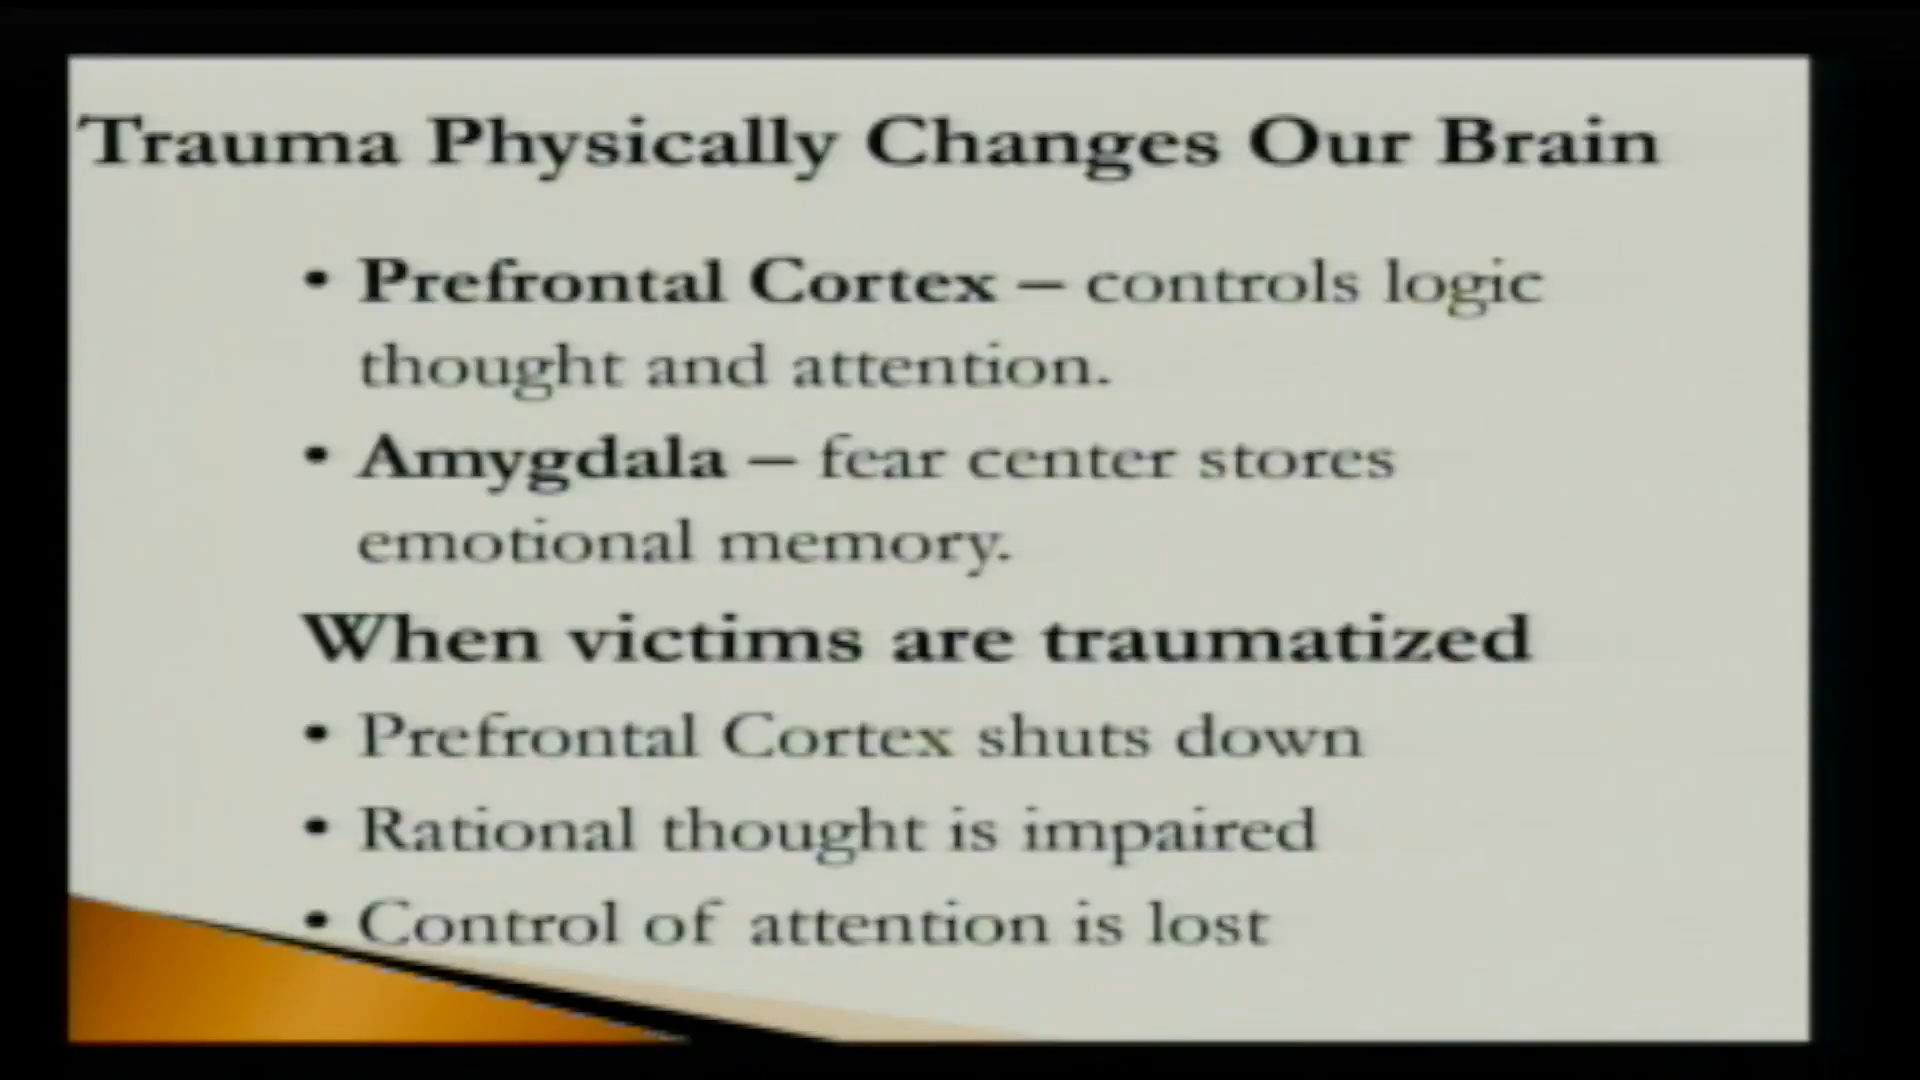 Trauma Physically Changes Our Brain
• Prefrontal Cortex – controls logic
thought and attention.
• Amygdala – fear center stores
emotional memory.
When victims are traumatized
• Prefrontal Cortex shuts down
• Rational thought is impaired
• Control of attention is lost